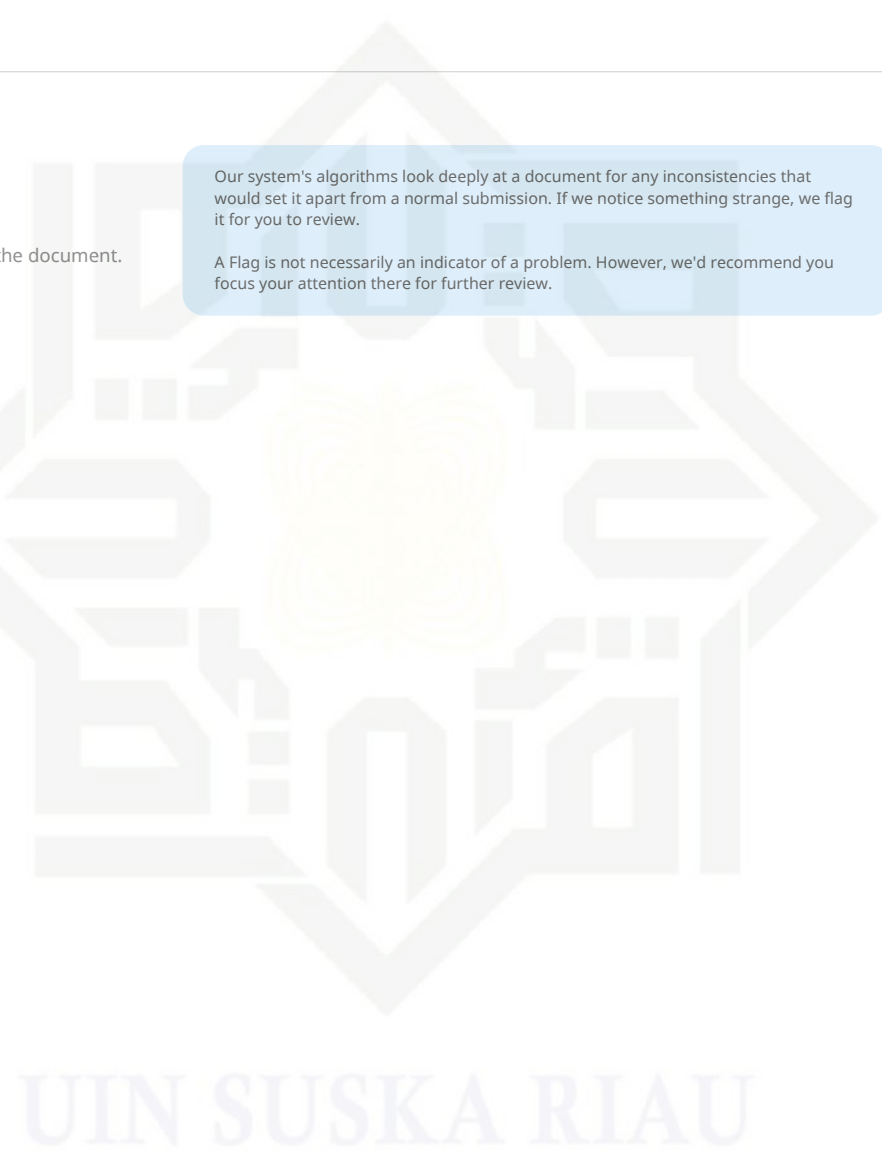 Our system's algorithms look deeply at a document for any inconsistencies that
would set it apart from a normal submission. If we notice something strange, we flag
it for you to review.
the document.
A Flag is not necessarily an indicator of a problem. However, we'd recommend you
focus your attention there for further review.
UIN SUSKA RIAU